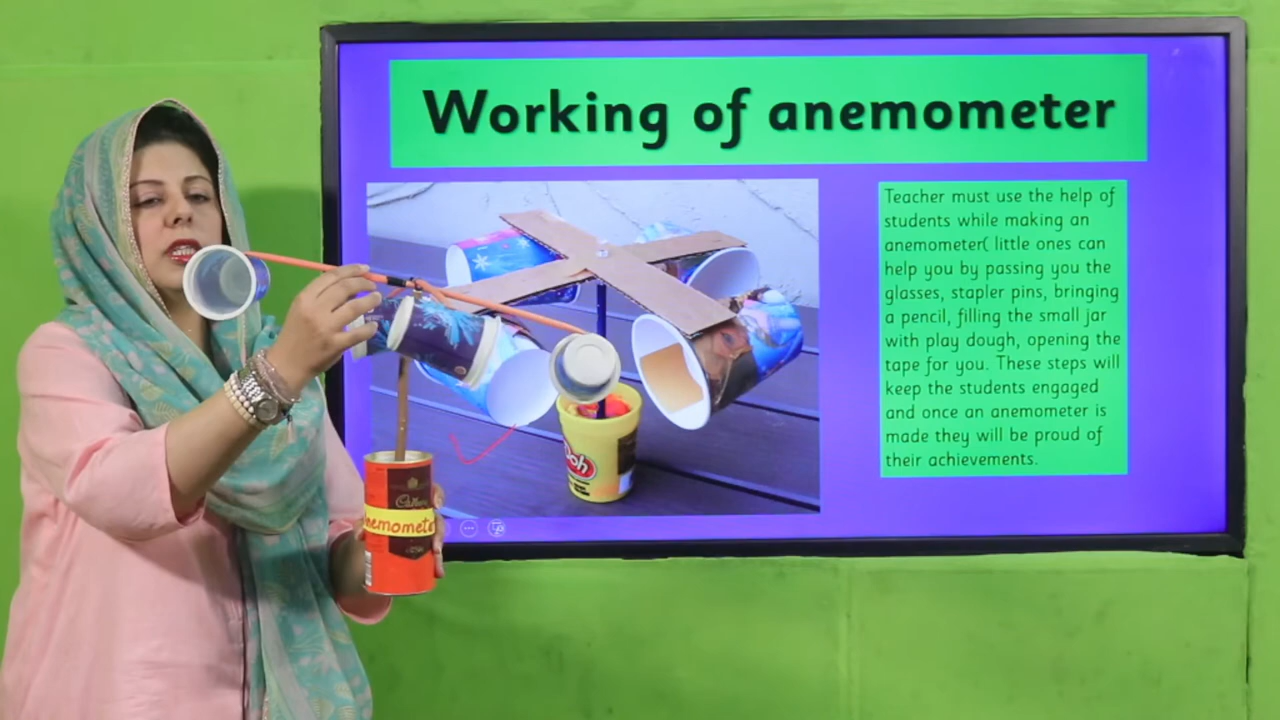 Working of anemometer
Teacher must use the help of
students while making an
anemometer( little ones can
help you by passing you the
glasses, stapler pins, bringing
a pencil, filling the small jar
with play dough, opening the
tape for you. These steps will
keep the students engaged
and once an anemometer is
made they will be proud of
their achievements.
Doh
Cadbury
anemometer